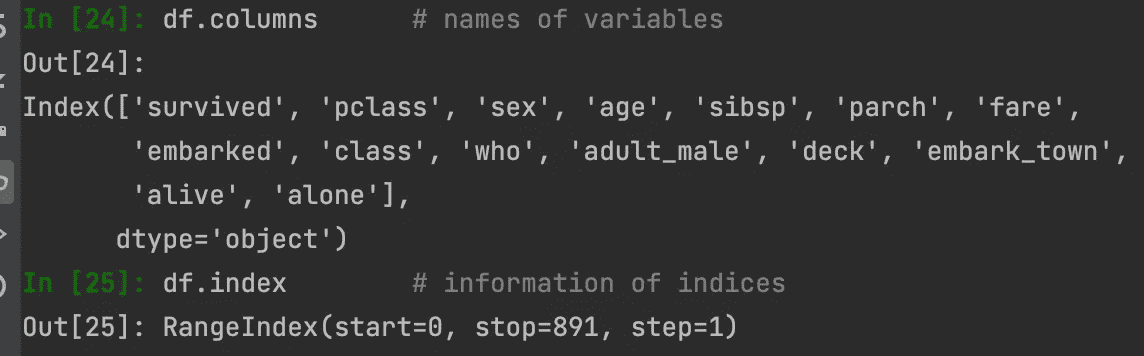 In [24]: df.columns      # names of variables
Out[24]:
Index(['survived', 'pclass', 'sex', 'age', 'sibsp', 'parch', 'fare',
       'embarked', 'class', 'who', 'adult_male', 'deck', 'embark_town',
       'alive', 'alone'],
      dtype='object')
In [25]: df.index        # information of indices
Out[25]: RangeIndex(start=0, stop=891, step=1)